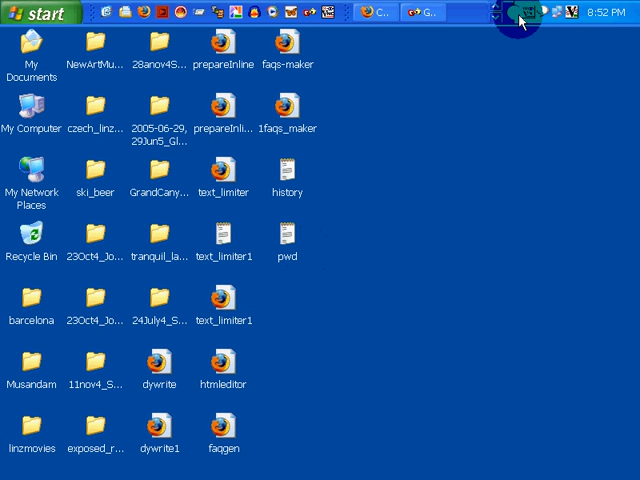 start
C..
G..
8:52 PM
My Documents
NewArtMu...
28anov4S...
prepareInline
faqs-maker
My Computer
czech_linz...
2005-06-29,
29Jun5_Gl...
prepareInli...
1faqs_maker
My Network
Places
ski_beer
GrandCany...
text_limiter
history
Recycle Bin
23Oct4_Jo...
tranquil_la...
text_limiter1
pwd
barcelona
23Oct4_Jo...
24July4_S...
text_limiter1
Musandam
11nov4_S...
dywrite
htmleditor
linzmovies
exposed_r...
dywrite1
faqgen